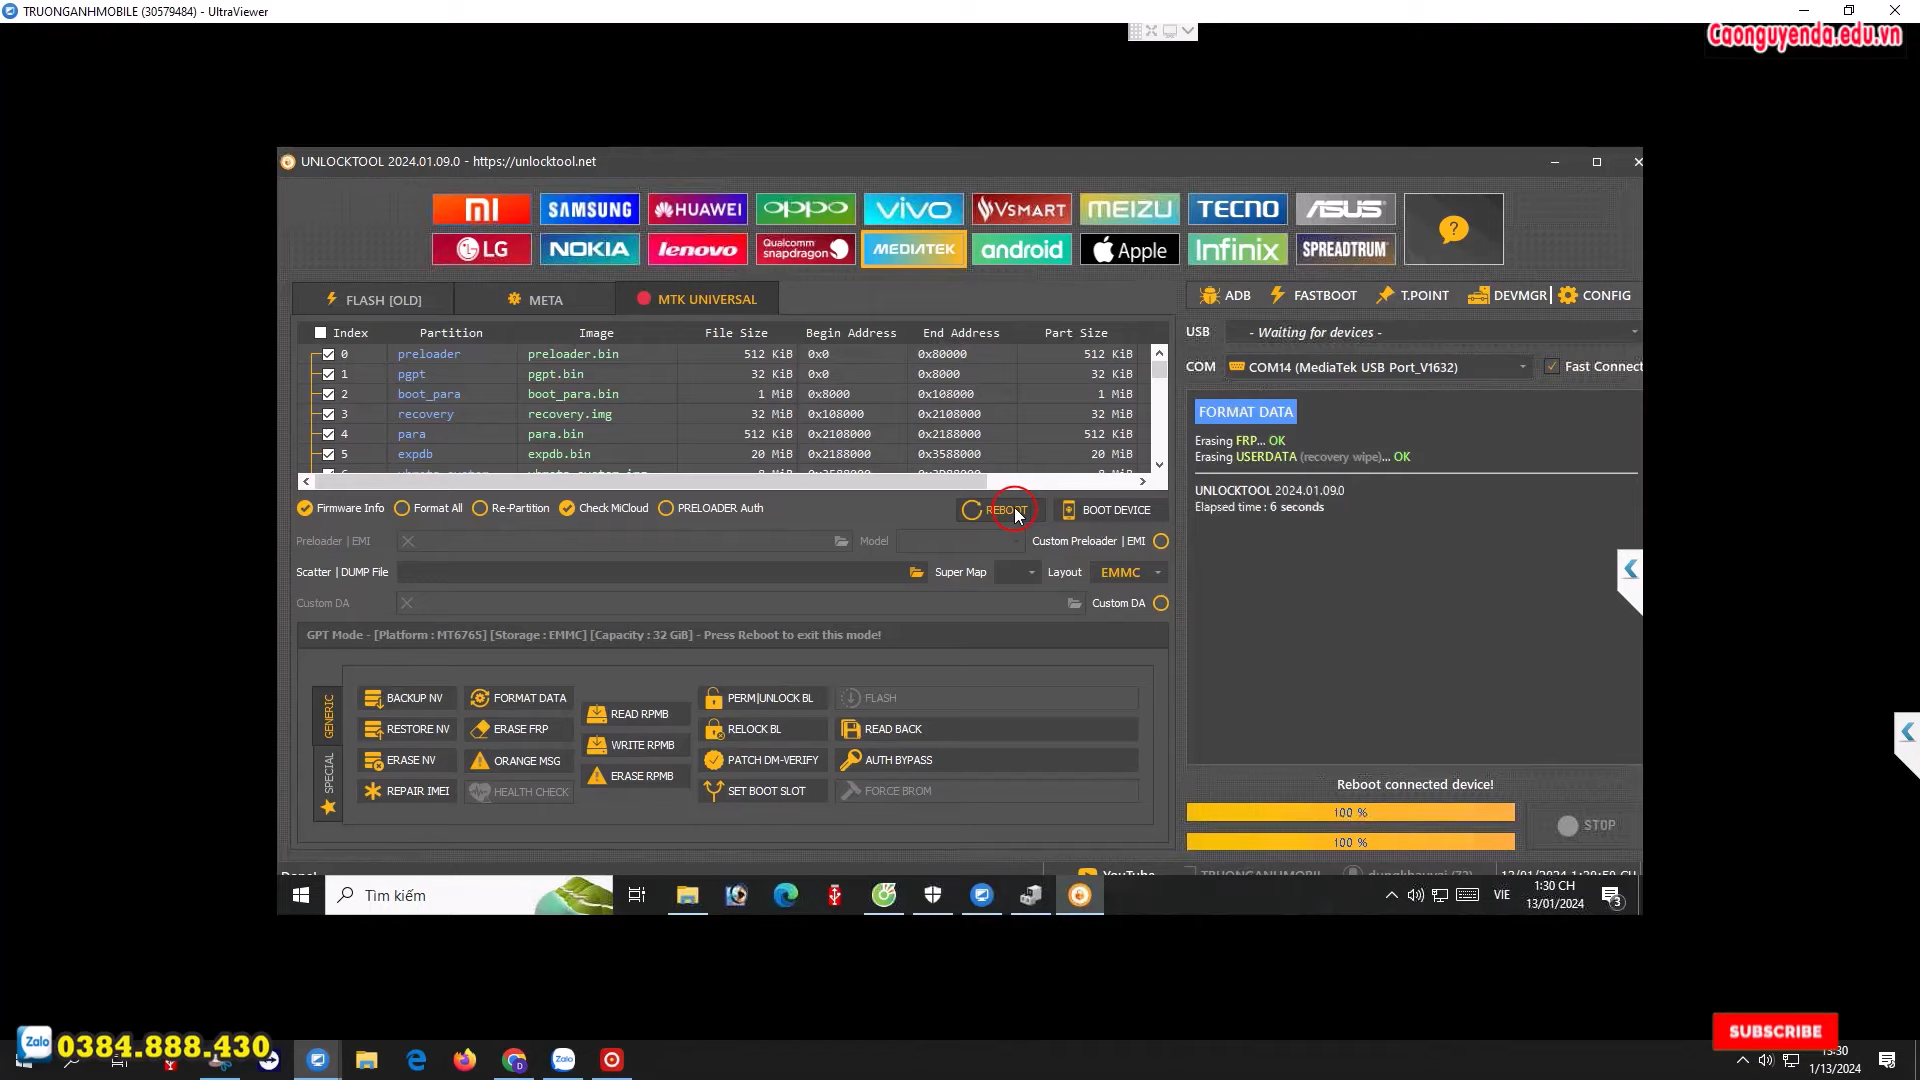 TRUONGANHMOBILE (30579484) - UltraViewer
Caonguyenda.edu.vn
UNLOCKTOOL 2024.01.09.0 - https://unlocktool.net
MI SAMSUNG HUAWEI oppo VIVO VSMART MEIZU TECNO ASUS
LG NOKIA lenovo Qualcomm snapdragon MEDIATEK android Apple Infinix SPREADTRUM ?
FLASH [OLD] META MTK UNIVERSAL
ADB FASTBOOT T.POINT DEVMGR CONFIG
Index Partition Image File Size Begin Address End Address Part Size
0 preloader preloader.bin 512 KiB 0x0 0x80000 512 KiB
1 pgpt pgpt.bin 32 KiB 0x0 0x8000 32 KiB
2 boot_para boot_para.bin 1 MiB 0x8000 0x108000 1 MiB
3 recovery recovery.img 32 MiB 0x108000 0x2108000 32 MiB
4 para para.bin 512 KiB 0x2108000 0x2188000 512 KiB
5 expdb expdb.bin 20 MiB 0x2188000 0x3588000 20 MiB
USB - Waiting for devices -
COM COM14 (MediaTek USB Port_V1632) Fast Connect
FORMAT DATA
Erasing FRP... OK
Erasing USERDATA (recovery wipe)... OK
UNLOCKTOOL 2024.01.09.0
Elapsed time : 6 seconds
Firmware Info Format All Re-Partition Check MiCloud PRELOADER Auth REBOOT BOOT DEVICE
Preloader | EMI Model Custom Preloader | EMI
Scatter | DUMP File Super Map Layout EMMC
Custom DA Custom DA
GPT Mode - [Platform : MT6765] [Storage : EMMC] [Capacity : 32 GiB] - Press Reboot to exit this mode!
GENERIC
SPECIAL
BACKUP NV FORMAT DATA READ RPMB PERM|UNLOCK BL FLASH
RESTORE NV ERASE FRP WRITE RPMB RELOCK BL READ BACK
ERASE NV ORANGE MSG ERASE RPMB PATCH DM-VERIFY AUTH BYPASS
REPAIR IMEI HEALTH CHECK SET BOOT SLOT FORCE BROM
Reboot connected device!
100 %
100 %
STOP
Tìm kiếm
VIE
1:30 CH
13/01/2024
3
Zalo 0384.888.430
Zalo
SUBSCRIBE
13:30
1/13/2024